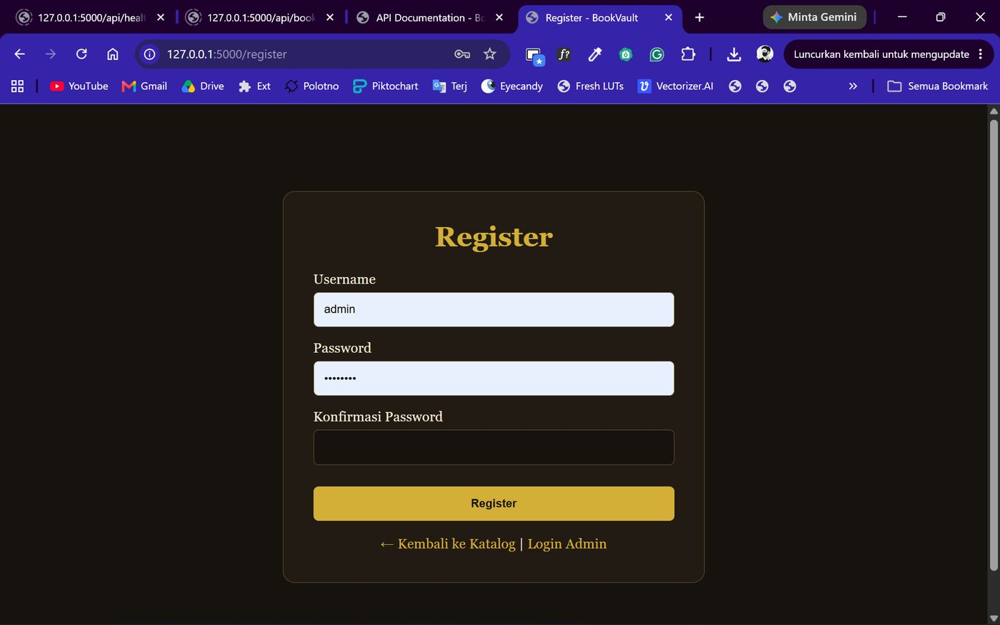 127.0.0.1:5000/api/heal
127.0.0.1:5000/api/book
API Documentation - Bo
Register - BookVault
Minta Gemini
127.0.0.1:5000/register
f?
Luncurkan kembali untuk mengupdate
YouTube
Gmail
Drive
Ext
Polotno
Piktochart
Terj
Eyecandy
Fresh LUTs
Vectorizer.AI
Semua Bookmark
Register
Username
admin
Password
••••••••
Konfirmasi Password
Register
← Kembali ke Katalog | Login Admin